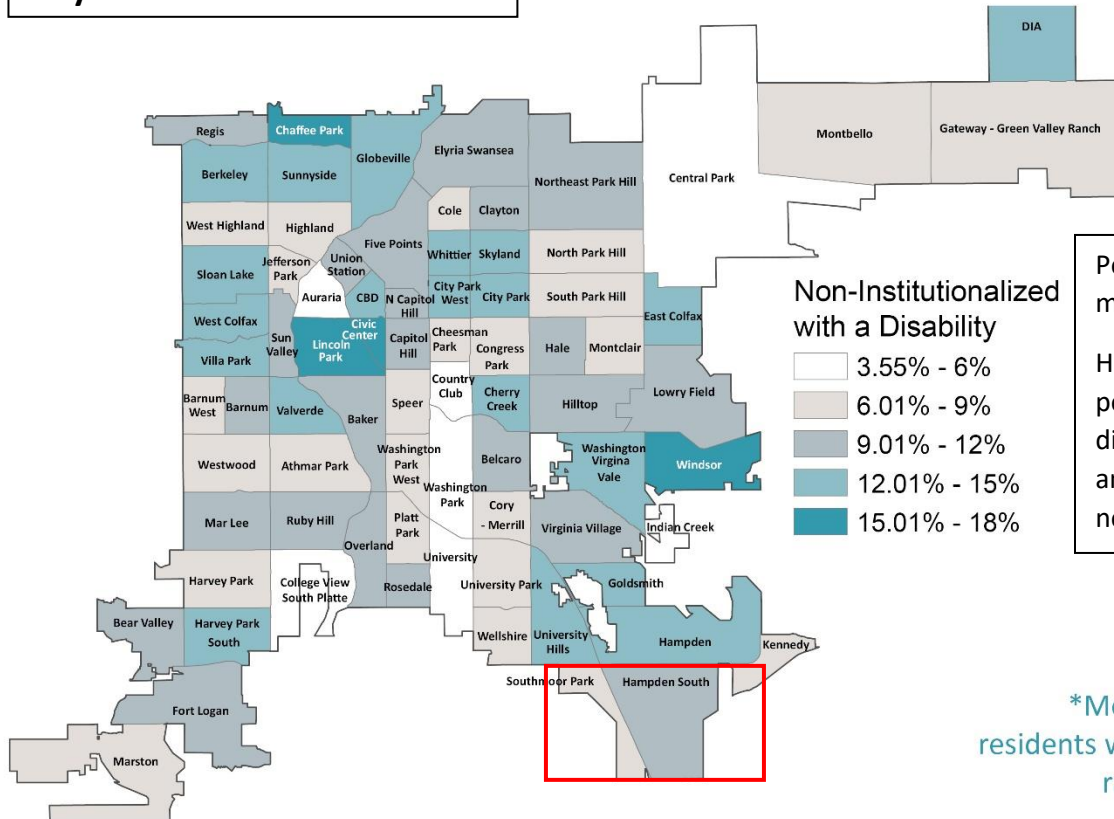 DIA
Montbello
Gateway - Green Valley Ranch
Regis
Chaffee Park
Globeville
Elyria Swansea
Berkeley
Sunnyside
Northeast Park Hill
Central Park
West Highland
Highland
Cole
Clayton
Five Points
Union
Station
Jefferson
Park
Sloan Lake
Whittier
Skyland
North Park Hill
Auraria
CBD
N Capitol
Hill
City Park
West
City Park
South Park Hill
East Colfax
West Colfax
Sun
Valley
Civic
Center
Lincoln
Park
Capitol
Hill
Cheesman
Park
Congress
Park
Hale
Montclair
Villa Park
Barnum
West
Barnum
Valverde
Baker
Speer
Country
Club
Cherry
Creek
Hilltop
Lowry Field
Westwood
Athmar Park
Washington
Park
West
Washington
Park
Belcaro
Washington
Virgina
Vale
Windsor
Mar Lee
Ruby Hill
Overland
Platt
Park
Cory
- Merrill
Virginia Village
Indian Creek
Harvey Park
College View
South Platte
Rosedale
University
University Park
Goldsmith
Bear Valley
Harvey Park
South
Wellshire
University
Hills
Hampden
Kennedy
Southmoor Park
Hampden South
Fort Logan
Marston
Non-Institutionalized
with a Disability
3.55% - 6%
6.01% - 9%
9.01% - 12%
12.01% - 15%
15.01% - 18%
residents